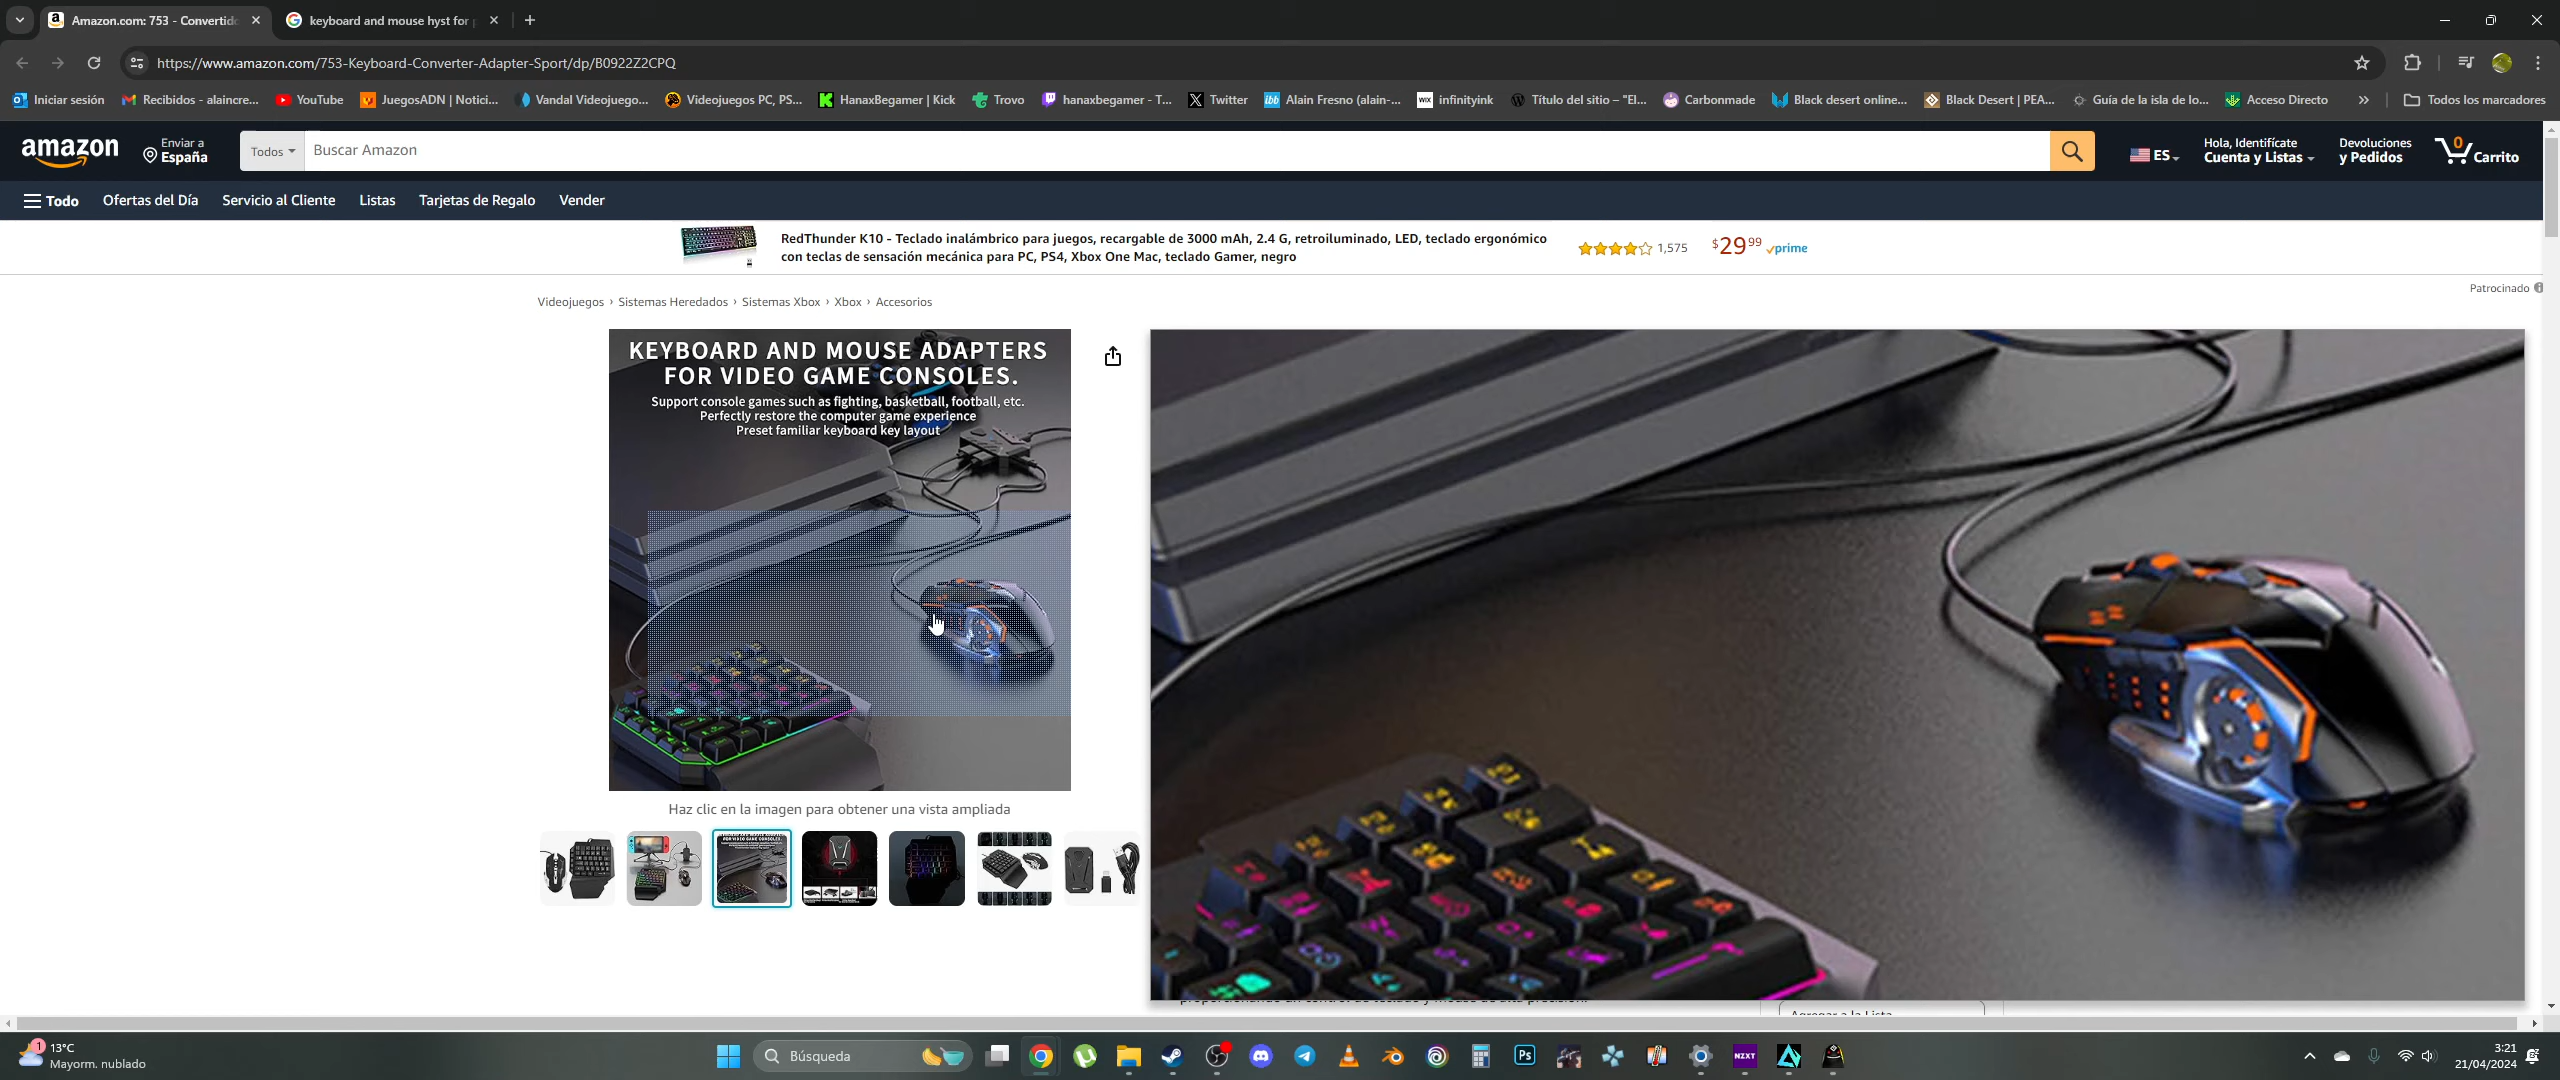 Amazon.com: 753 - Convertid
keyboard and mouse hyst for
https://www.amazon.com/753-Keyboard-Converter-Adapter-Sport/dp/B0922Z2CPQ
Iniciar sesión
Recibidos - alaincre...
YouTube
JuegosADN | Notici...
Vandal Videojuego...
Videojuegos PC, PS...
HanaxBegamer | Kick
Trovo
hanaxbegamer - T...
Twitter
Alain Fresno (alain-...
infinityink
Título del sitio – "El...
Carbonmade
Black desert online...
Black Desert | PEA...
Guía de la isla de lo...
Acceso Directo
»
Todos los marcadores
amazon
Enviar a
España
Todos
Buscar Amazon
ES
Hola, Identifícate
Cuenta y Listas
Devoluciones
y Pedidos
0
Carrito
Todo
Ofertas del Día
Servicio al Cliente
Listas
Tarjetas de Regalo
Vender
RedThunder K10 - Teclado inalámbrico para juegos, recargable de 3000 mAh, 2.4 G, retroiluminado, LED, teclado ergonómico
con teclas de sensación mecánica para PC, PS4, Xbox One Mac, teclado Gamer, negro
1,575
$29.99 prime
Patrocinado
Videojuegos › Sistemas Heredados › Sistemas Xbox › Xbox › Accesorios
KEYBOARD AND MOUSE ADAPTERS
FOR VIDEO GAME CONSOLES.
Support console games such as fighting, basketball, football, etc.
Perfectly restore the computer game experience
Preset familiar keyboard key layout
Haz clic en la imagen para obtener una vista ampliada
Agregar a la Lista
1
13°C
Mayorm. nublado
Búsqueda
Ps
NZXT
3:21
21/04/2024